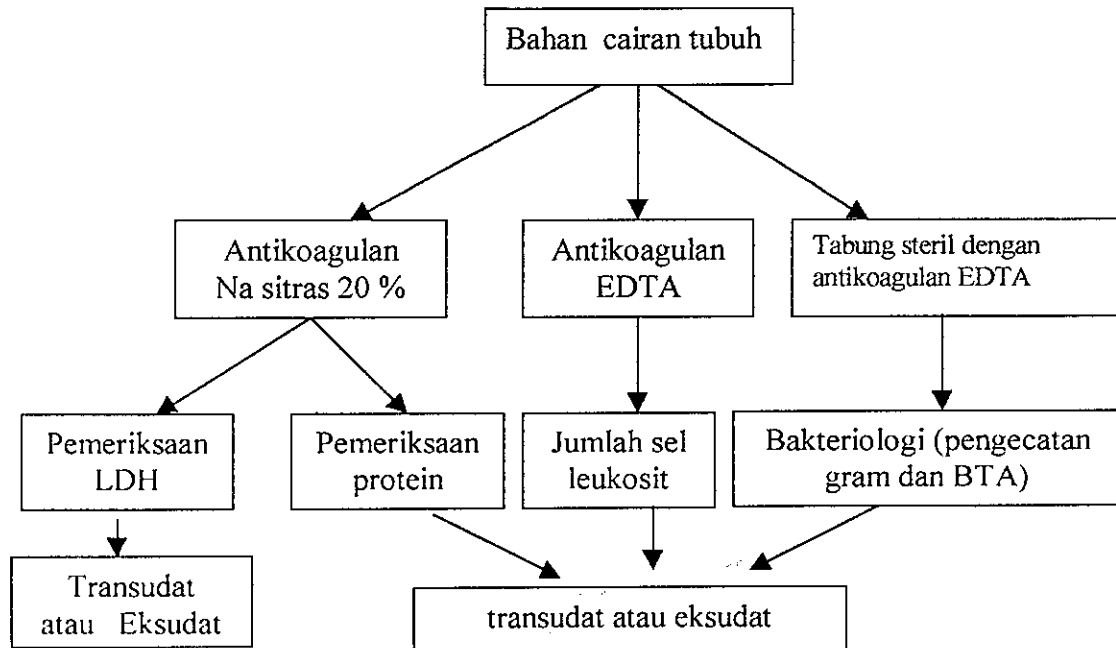 Bahan cairan tubuh
Antikoagulan
Na sitras 20 %
Antikoagulan
EDTA
Tabung steril dengan
antikoagulan EDTA
Pemeriksaan
LDH
Pemeriksaan
protein
Jumlah sel
leukosit
Bakteriologi (pengecatan
gram dan BTA)
Transudat
atau Eksudat
transudat atau eksudat